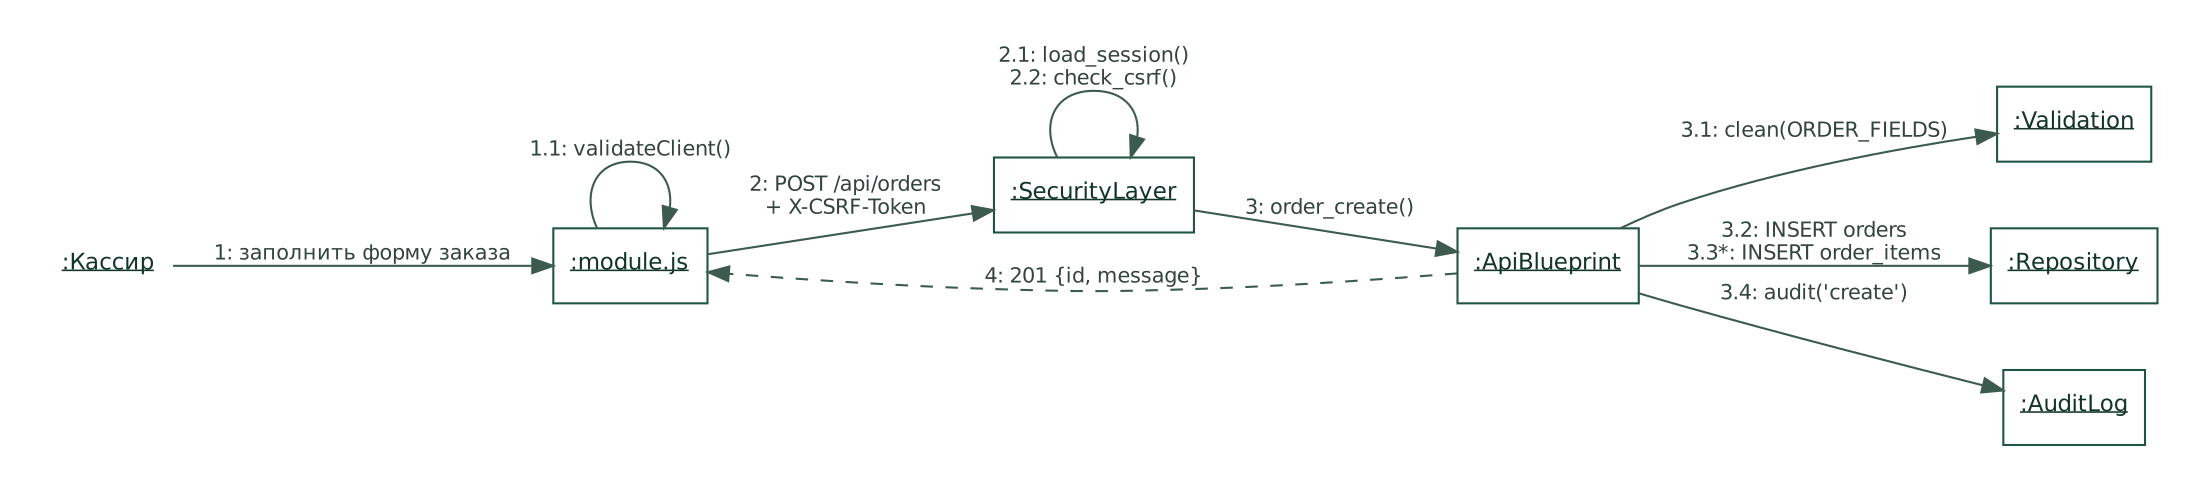 :Кассир
1: заполнить форму заказа
1.1: validateClient()
:module.js
2: POST /api/orders
+ X-CSRF-Token
2.1: load_session()
2.2: check_csrf()
:SecurityLayer
3: order_create()
4: 201 {id, message}
:ApiBlueprint
3.1: clean(ORDER_FIELDS)
:Validation
3.2: INSERT orders
3.3*: INSERT order_items
:Repository
3.4: audit('create')
:AuditLog